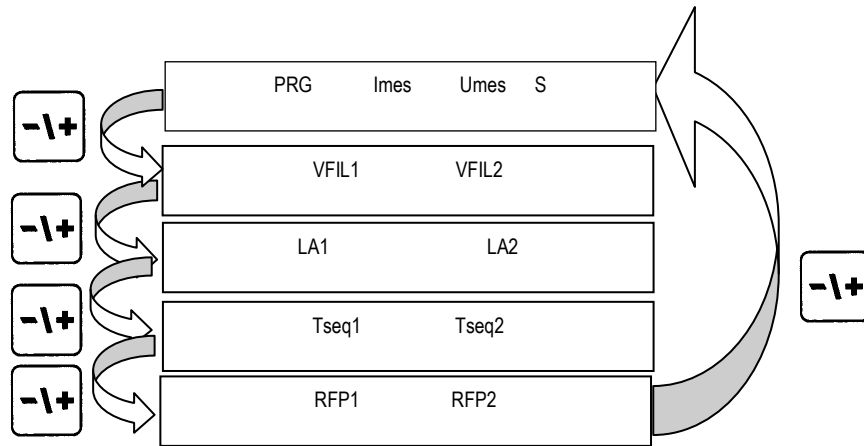 PRG Imes Umes S
-\+
VFIL1 VFIL2
-\+
LA1 LA2
-\+
Tseq1 Tseq2
-\+
RFP1 RFP2
-\+